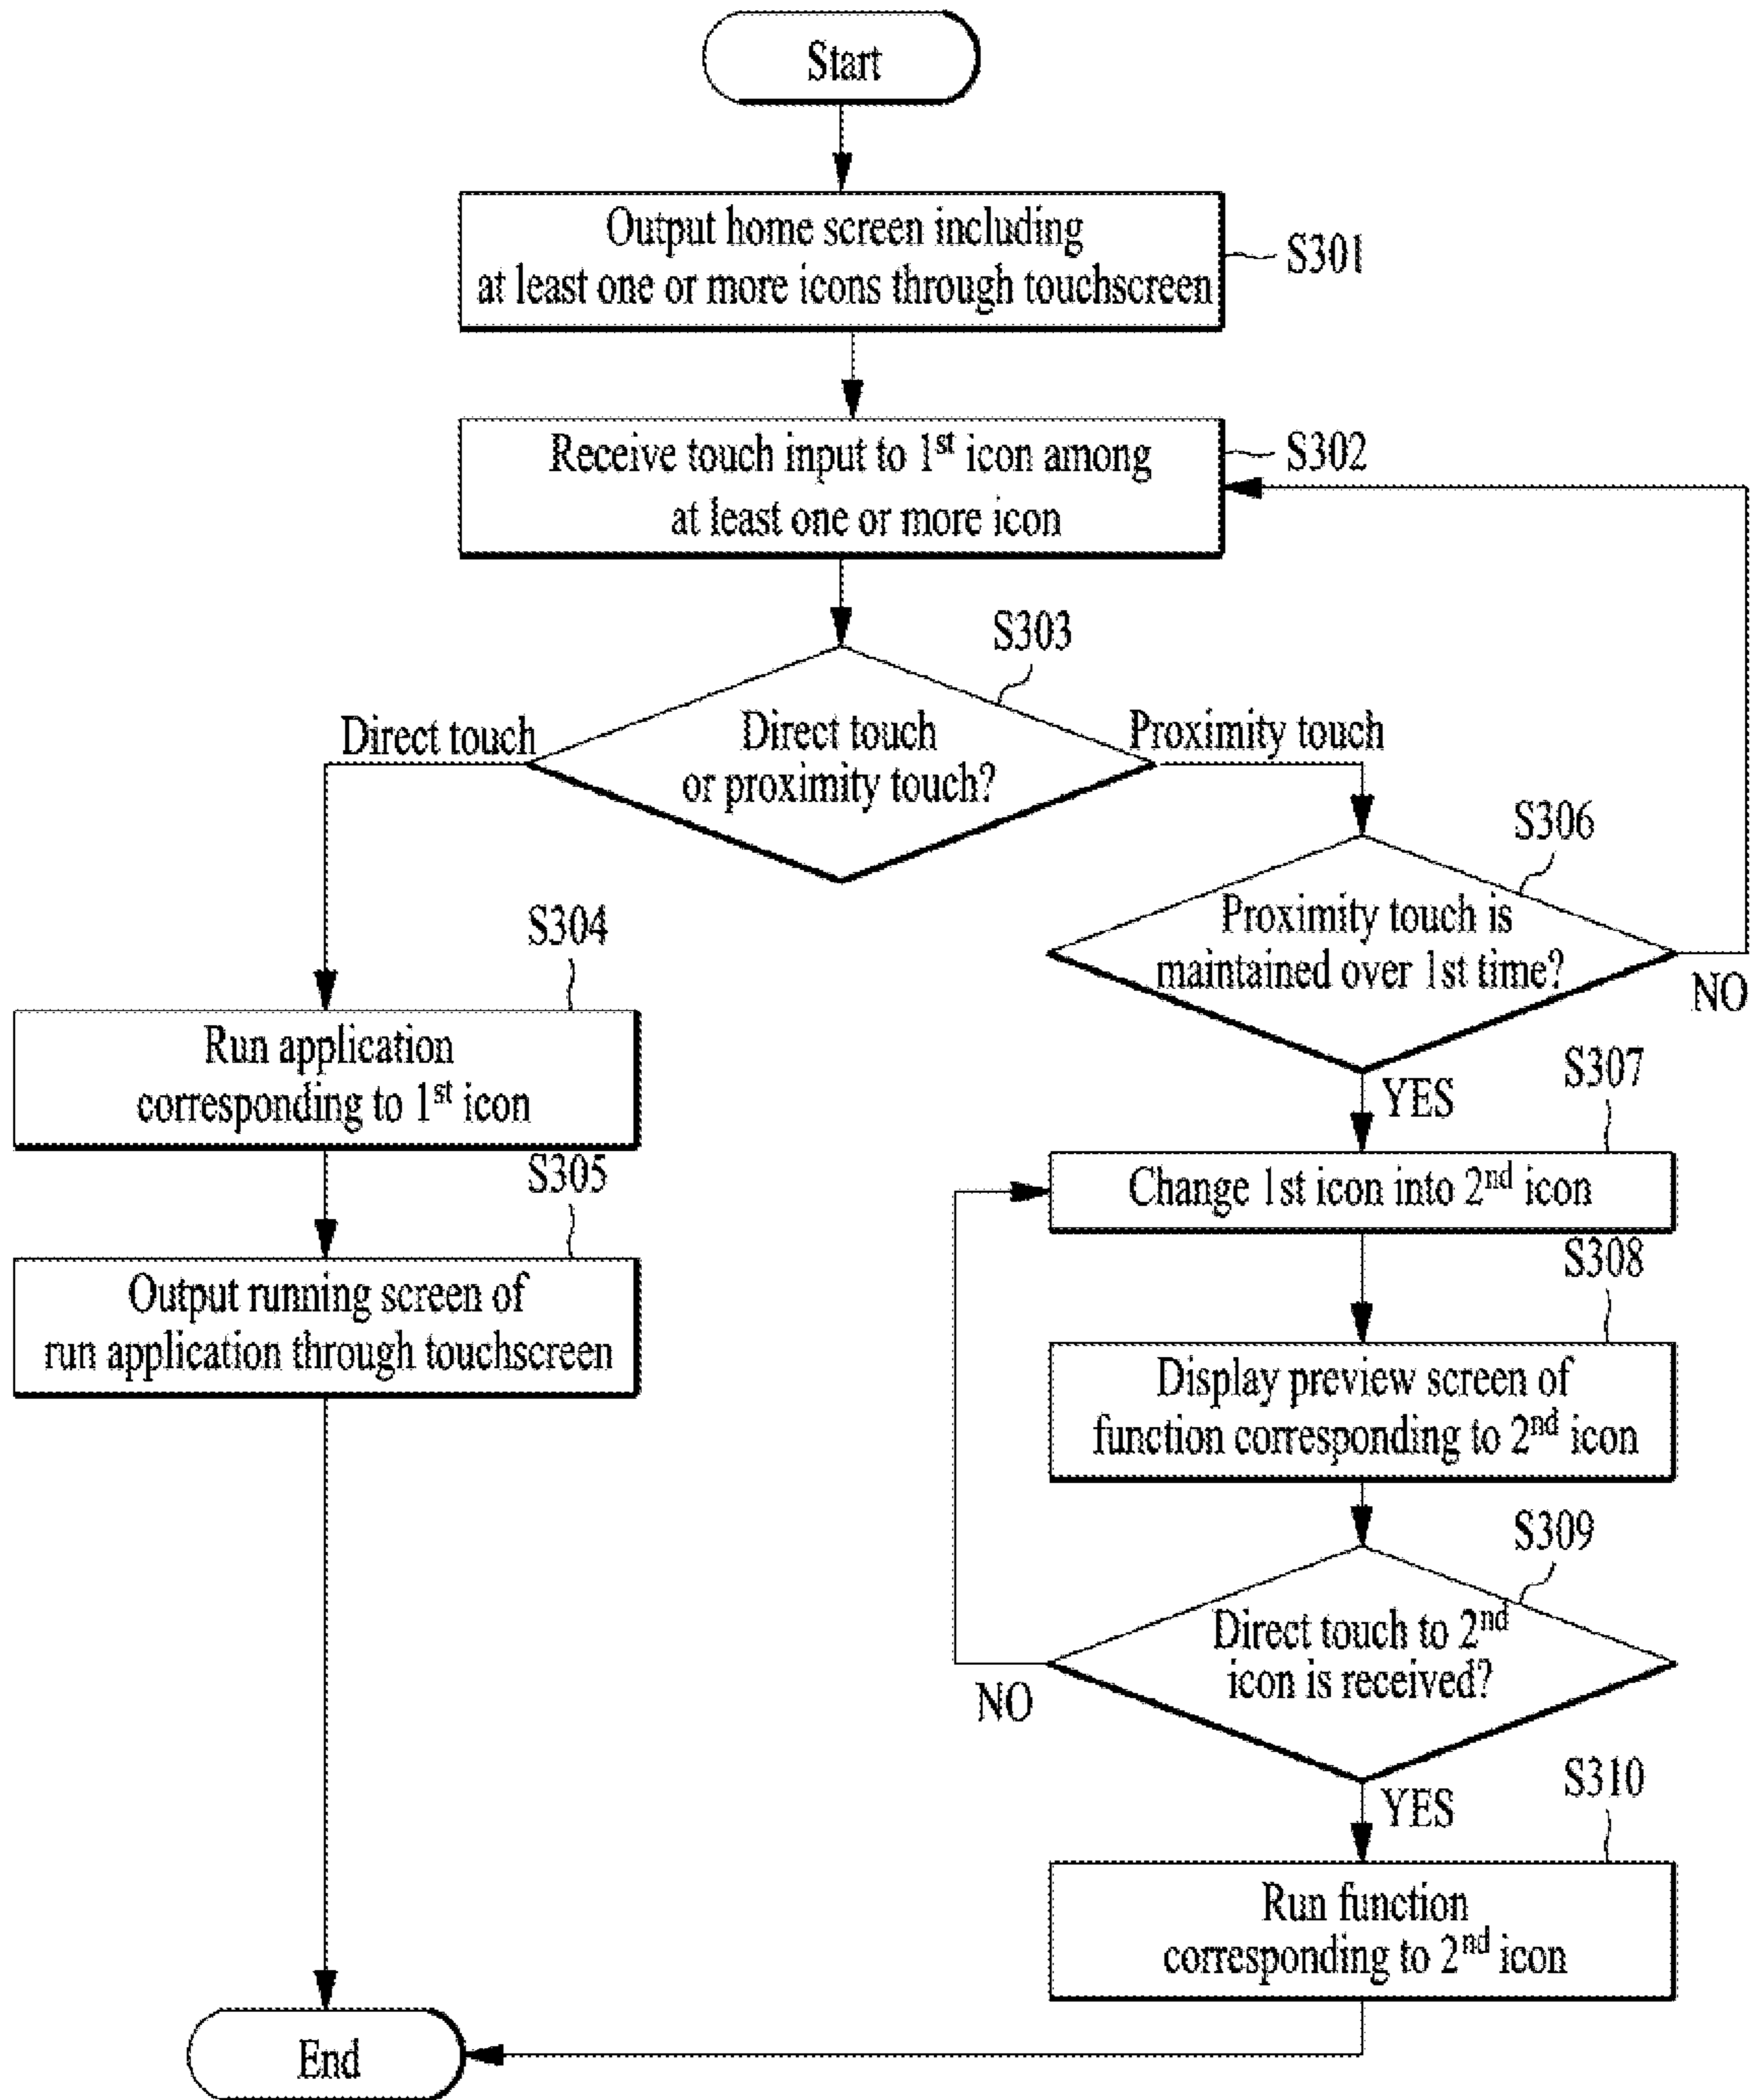 Start
Output home screen including
at least one or more icons through touchscreen
S301
Receive touch input to 1st icon among
at least one or more icon
S302
S303
Direct touch
Direct touch
or proximity touch?
Proximity touch
S306
Proximity touch is
maintained over 1st time?
NO
YES
S304
Run application
corresponding to 1st icon
S305
Output running screen of
run application through touchscreen
S307
Change 1st icon into 2nd icon
S308
Display preview screen of
function corresponding to 2nd icon
S309
Direct touch to 2nd
icon is received?
NO
YES
S310
Run function
corresponding to 2nd icon
End